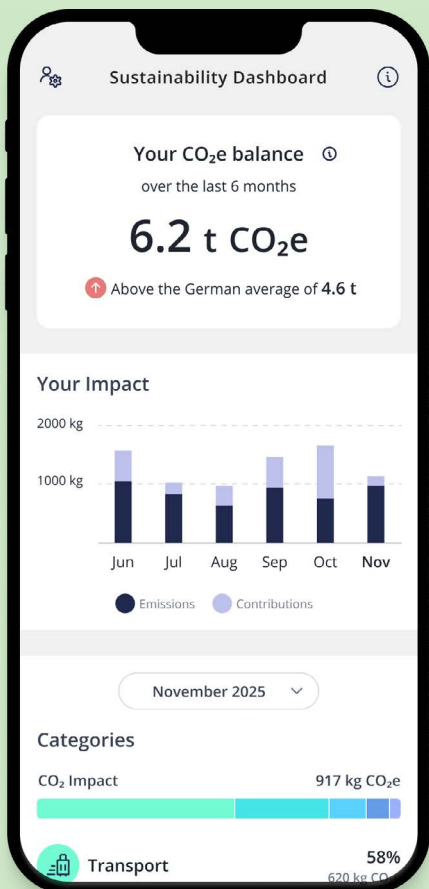 Sustainability Dashboard
Your CO₂e balance
over the last 6 months
6.2 t CO₂e
Above the German average of 4.6 t
Your Impact
2000 kg
1000 kg
Jun Jul Aug Sep Oct Nov
Emissions Contributions
November 2025
Categories
CO₂ Impact 917 kg CO₂e
Transport 58%
620 kg